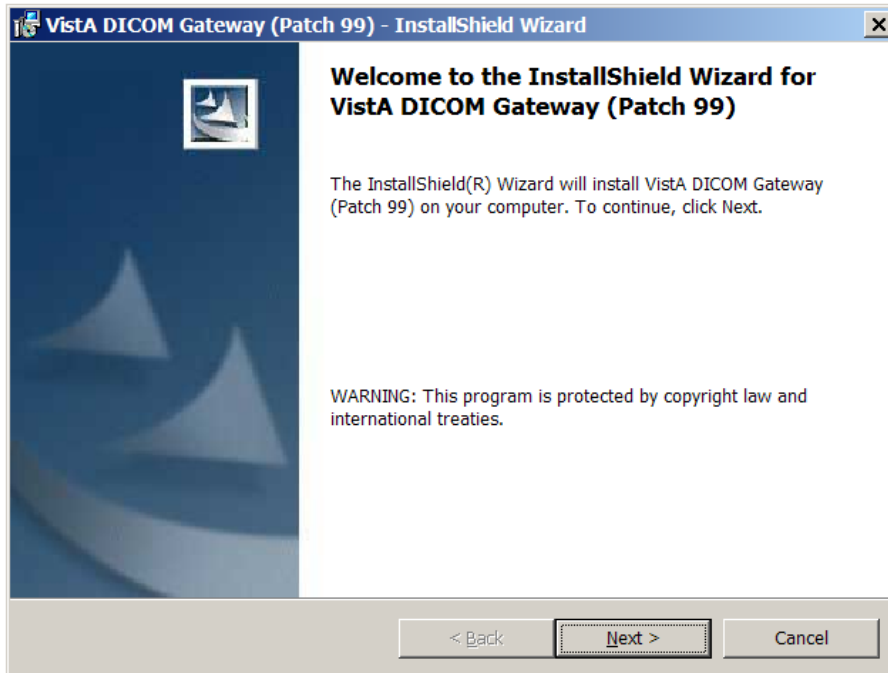 VistA DICOM Gateway (Patch 99) - InstallShield Wizard
Welcome to the InstallShield Wizard for
VistA DICOM Gateway (Patch 99)
The InstallShield(R) Wizard will install VistA DICOM Gateway
(Patch 99) on your computer. To continue, click Next.
WARNING: This program is protected by copyright law and
international treaties.
< Back Next > Cancel